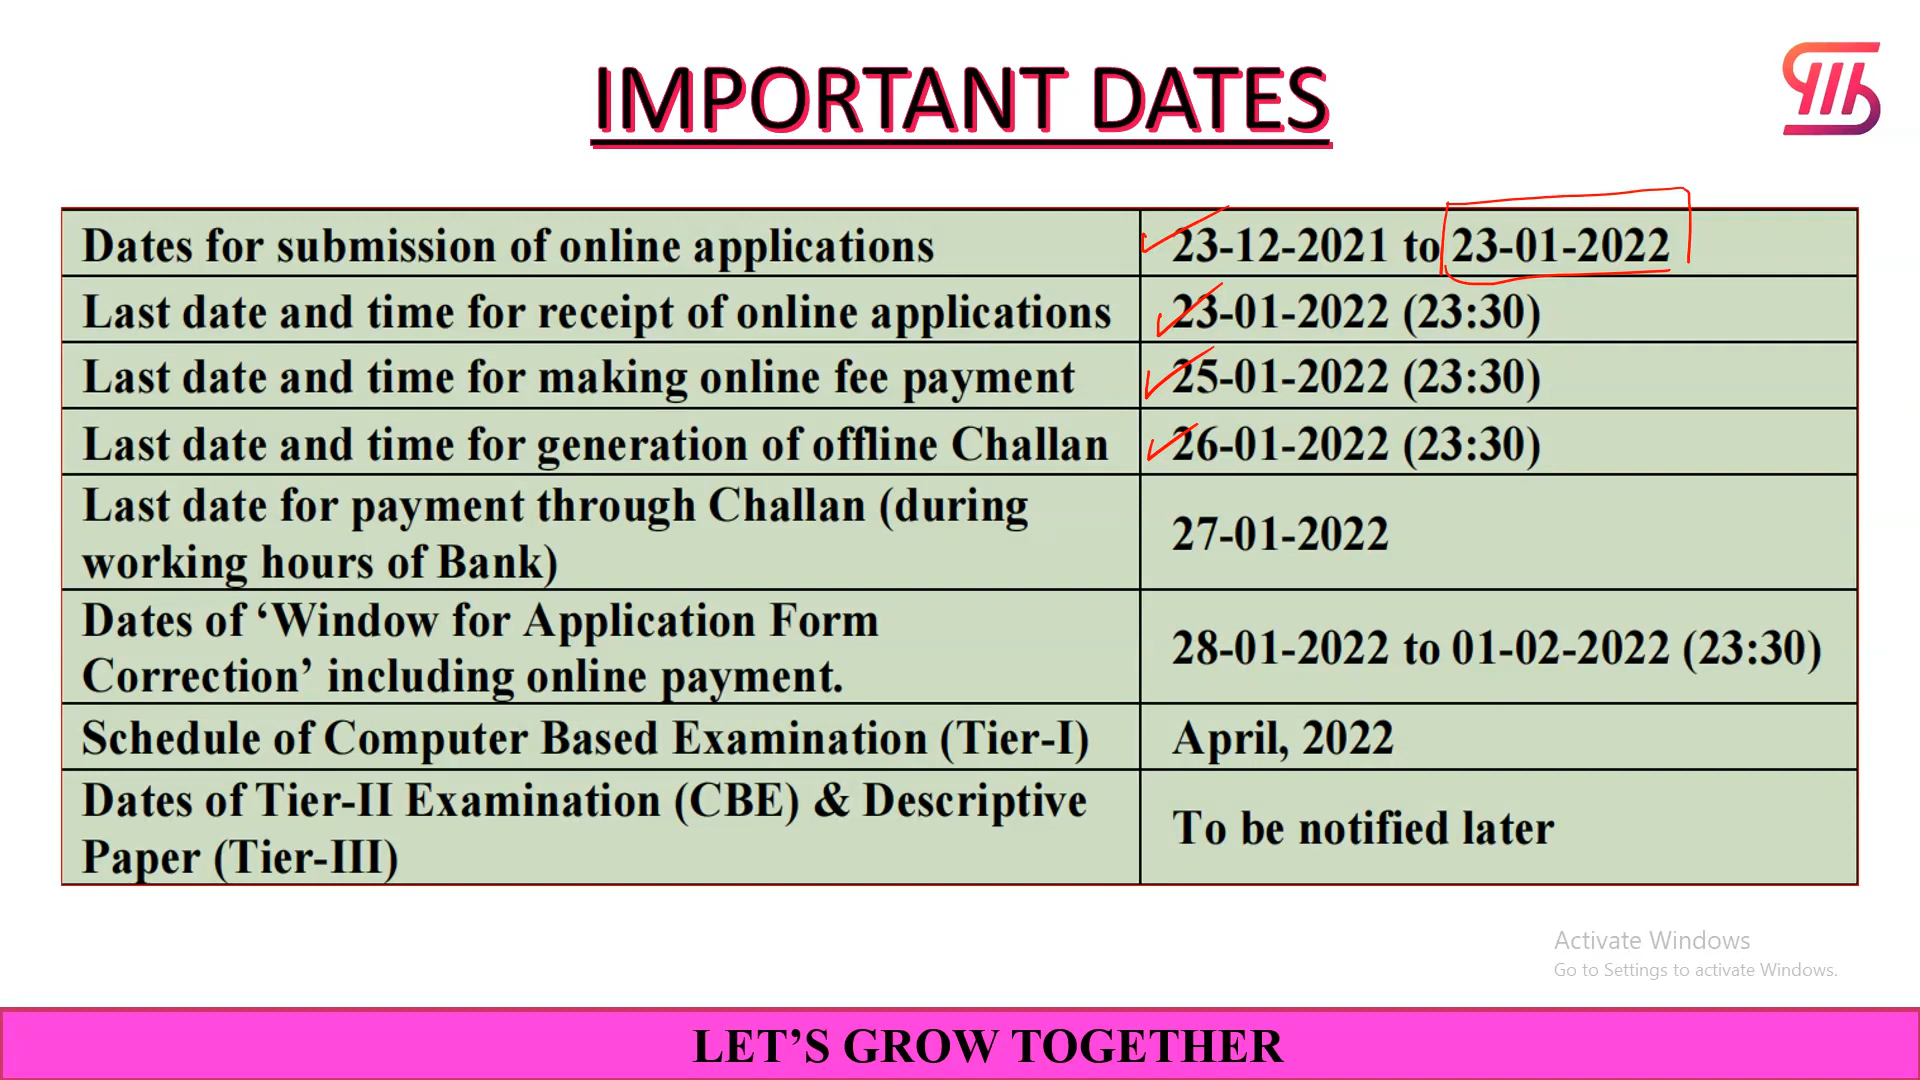 IMPORTANT DATES
Dates for submission of online applications
23-12-2021 to 23-01-2022
Last date and time for receipt of online applications
23-01-2022 (23:30)
Last date and time for making online fee payment
25-01-2022 (23:30)
Last date and time for generation of offline Challan
26-01-2022 (23:30)
Last date for payment through Challan (during
working hours of Bank)
27-01-2022
Dates of ‘Window for Application Form
Correction’ including online payment.
28-01-2022 to 01-02-2022 (23:30)
Schedule of Computer Based Examination (Tier-I)
April, 2022
Dates of Tier-II Examination (CBE) & Descriptive
Paper (Tier-III)
To be notified later
Activate Windows
Go to Settings to activate Windows.
LET’S GROW TOGETHER